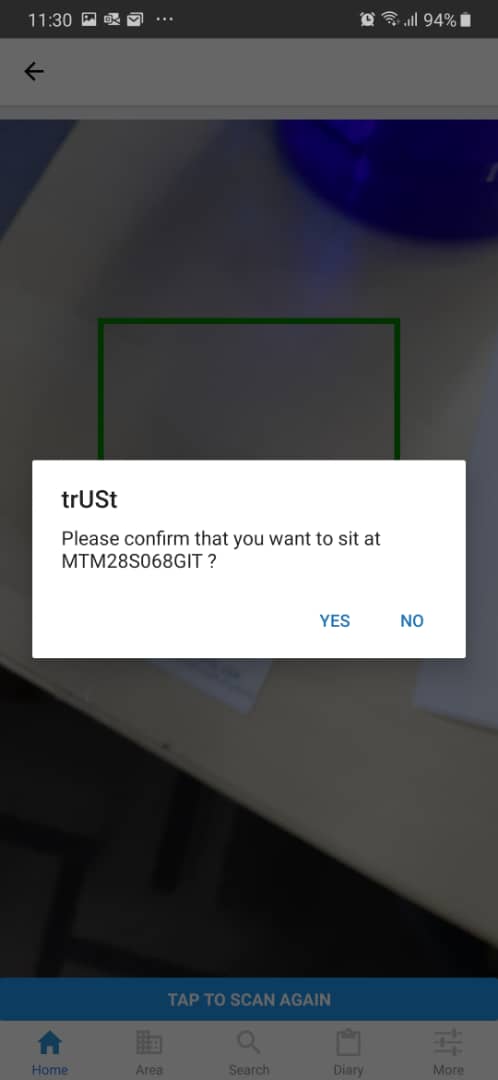 11:30 94%
trUSt
Please confirm that you want to sit at
MTM28S068GIT ?
YES NO
TAP TO SCAN AGAIN
Home Area Search Diary More